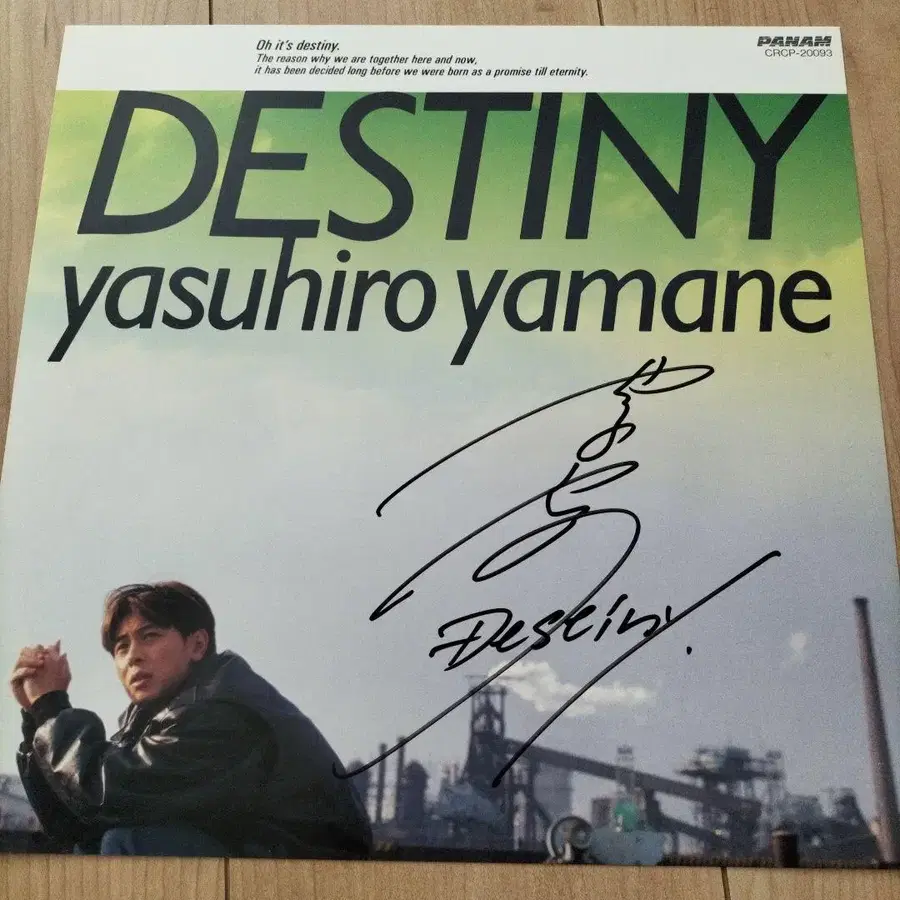 Oh it's destiny.
The reason why we are together here and now,
it has been decided long before we were born as a promise till eternity.
PANAM
CRCP-20093
DESTINY
yasuhiro yamane
Destiny.